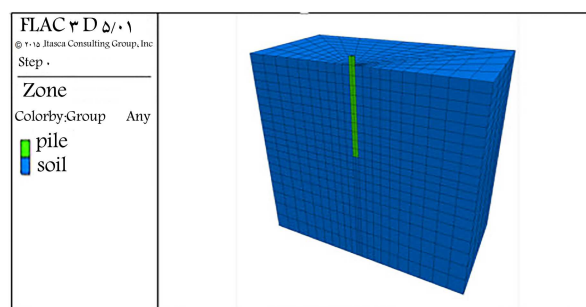 FLAC ۳ D ۵/۰۱
© ۲۰۱۵ Itasca Consulting Group, Inc
Step ۰
Zone
Colorby:Group Any
pile
soil